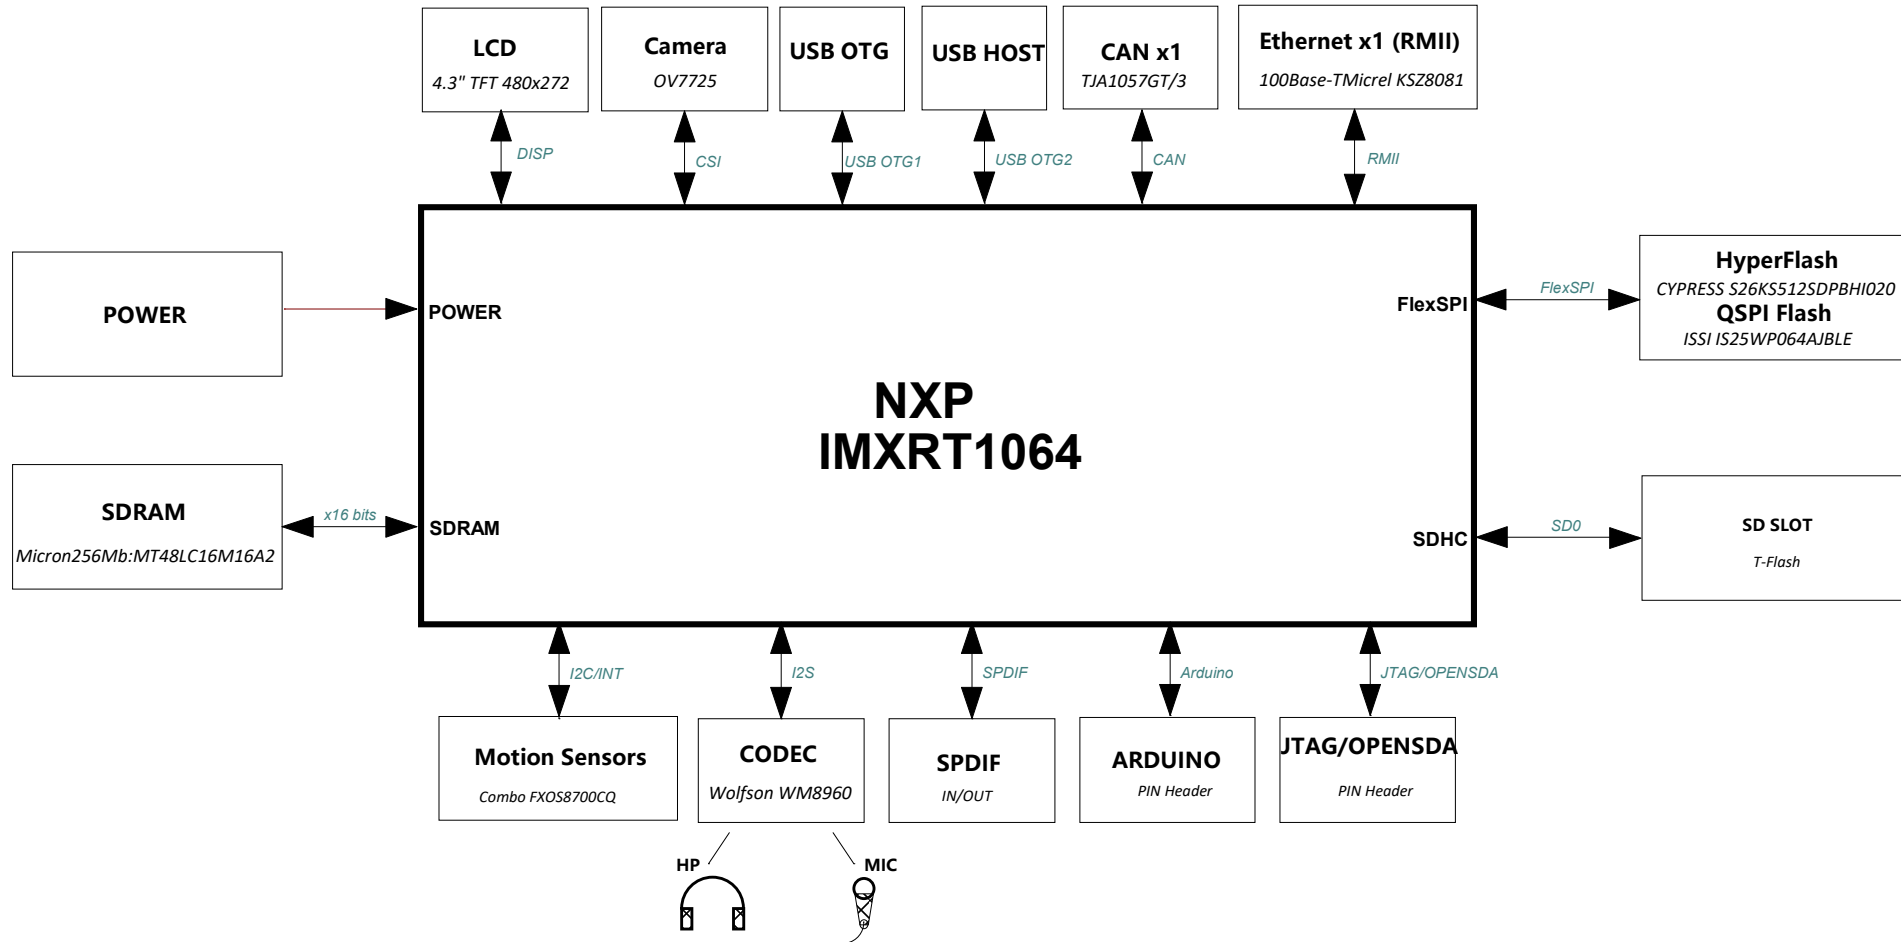 LCD
4.3" TFT 480x272
Camera
OV7725
USB OTG
USB HOST
CAN x1
TJA1057GT/3
Ethernet x1 (RMII)
100Base-TMicrel KSZ8081
DISP
CSI
USB OTG1
USB OTG2
CAN
RMII
POWER
POWER
FlexSPI
FlexSPI
HyperFlash
CYPRESS S26KS512SDPBHI020
QSPI Flash
ISSI IS25WP064AJBLE
NXP
IMXRT1064
SDRAM
Micron256Mb:MT48LC16M16A2
x16 bits
SDRAM
SDHC
SD0
SD SLOT
T-Flash
I2C/INT
I2S
SPDIF
Arduino
JTAG/OPENSDA
Motion Sensors
Combo FXOS8700CQ
CODEC
Wolfson WM8960
SPDIF
IN/OUT
ARDUINO
PIN Header
JTAG/OPENSDA
PIN Header
HP
MIC